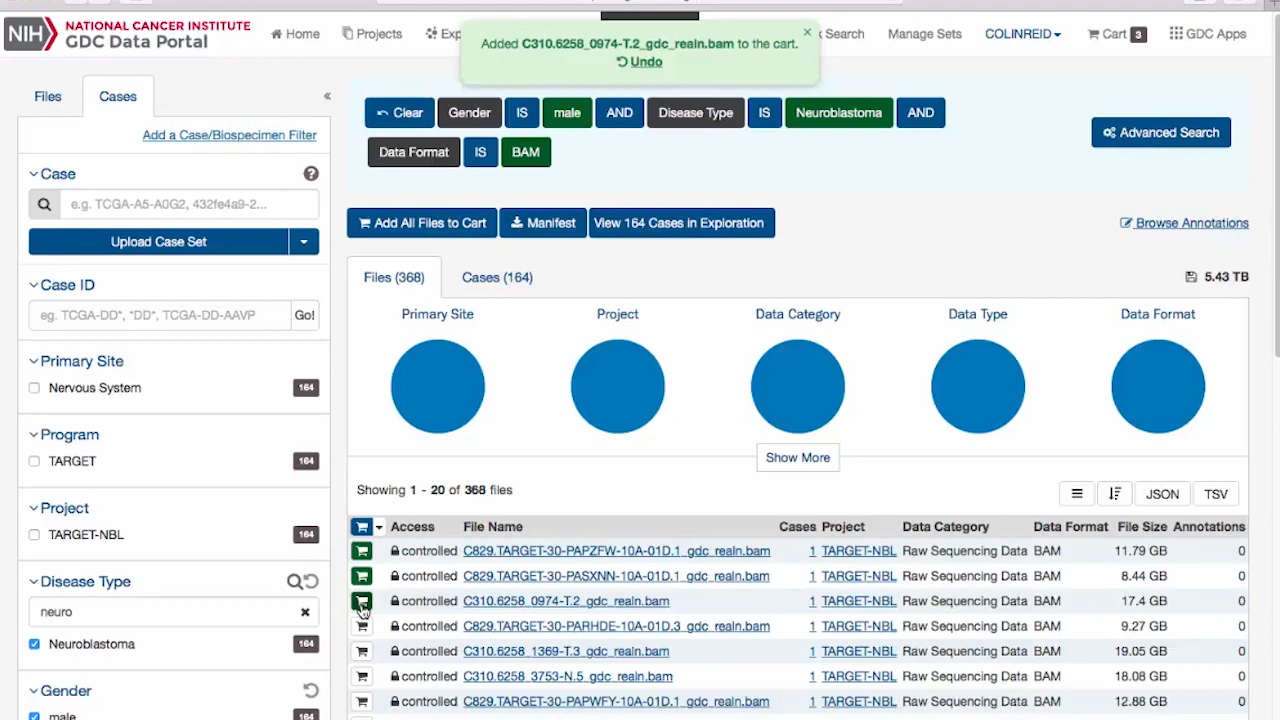 NIH NATIONAL CANCER INSTITUTE
GDC Data Portal
Home
Projects
Exp
Search
Manage Sets
COLINREID
Cart 3
GDC Apps
Added C310.6258_0974-T.2_gdc_realn.bam to the cart.
Undo
Files
Cases
«
Add a Case/Biospecimen Filter
Case
e.g. TCGA-A5-A0G2, 432fe4a9-2...
Upload Case Set
Case ID
eg. TCGA-DD*, *DD*, TCGA-DD-AAVP Go!
Primary Site
Nervous System 164
Program
TARGET 164
Project
TARGET-NBL 164
Disease Type
neuro
Neuroblastoma 164
Gender
male 164
Clear Gender IS male AND Disease Type IS Neuroblastoma AND
Data Format IS BAM
Advanced Search
Add All Files to Cart Manifest View 164 Cases in Exploration
Browse Annotations
Files (368) Cases (164)
5.43 TB
Primary Site Project Data Category Data Type Data Format
Show More
Showing 1 - 20 of 368 files
JSON TSV
Access File Name Cases Project Data Category Data Format File Size Annotations
controlled C829.TARGET-30-PAPZFW-10A-01D.1_gdc_realn.bam 1 TARGET-NBL Raw Sequencing Data BAM 11.79 GB 0
controlled C829.TARGET-30-PASXNN-10A-01D.1_gdc_realn.bam 1 TARGET-NBL Raw Sequencing Data BAM 8.44 GB 0
controlled C310.6258_0974-T.2_gdc_realn.bam 1 TARGET-NBL Raw Sequencing Data BAM 17.4 GB 0
controlled C829.TARGET-30-PARHDE-10A-01D.3_gdc_realn.bam 1 TARGET-NBL Raw Sequencing Data BAM 9.27 GB 0
controlled C310.6258_1369-T.3_gdc_realn.bam 1 TARGET-NBL Raw Sequencing Data BAM 19.05 GB 0
controlled C310.6258_3753-N.5_gdc_realn.bam 1 TARGET-NBL Raw Sequencing Data BAM 18.08 GB 0
controlled C829.TARGET-30-PAPWFY-10A-01D.1_gdc_realn.bam 1 TARGET-NBL Raw Sequencing Data BAM 12.88 GB 0